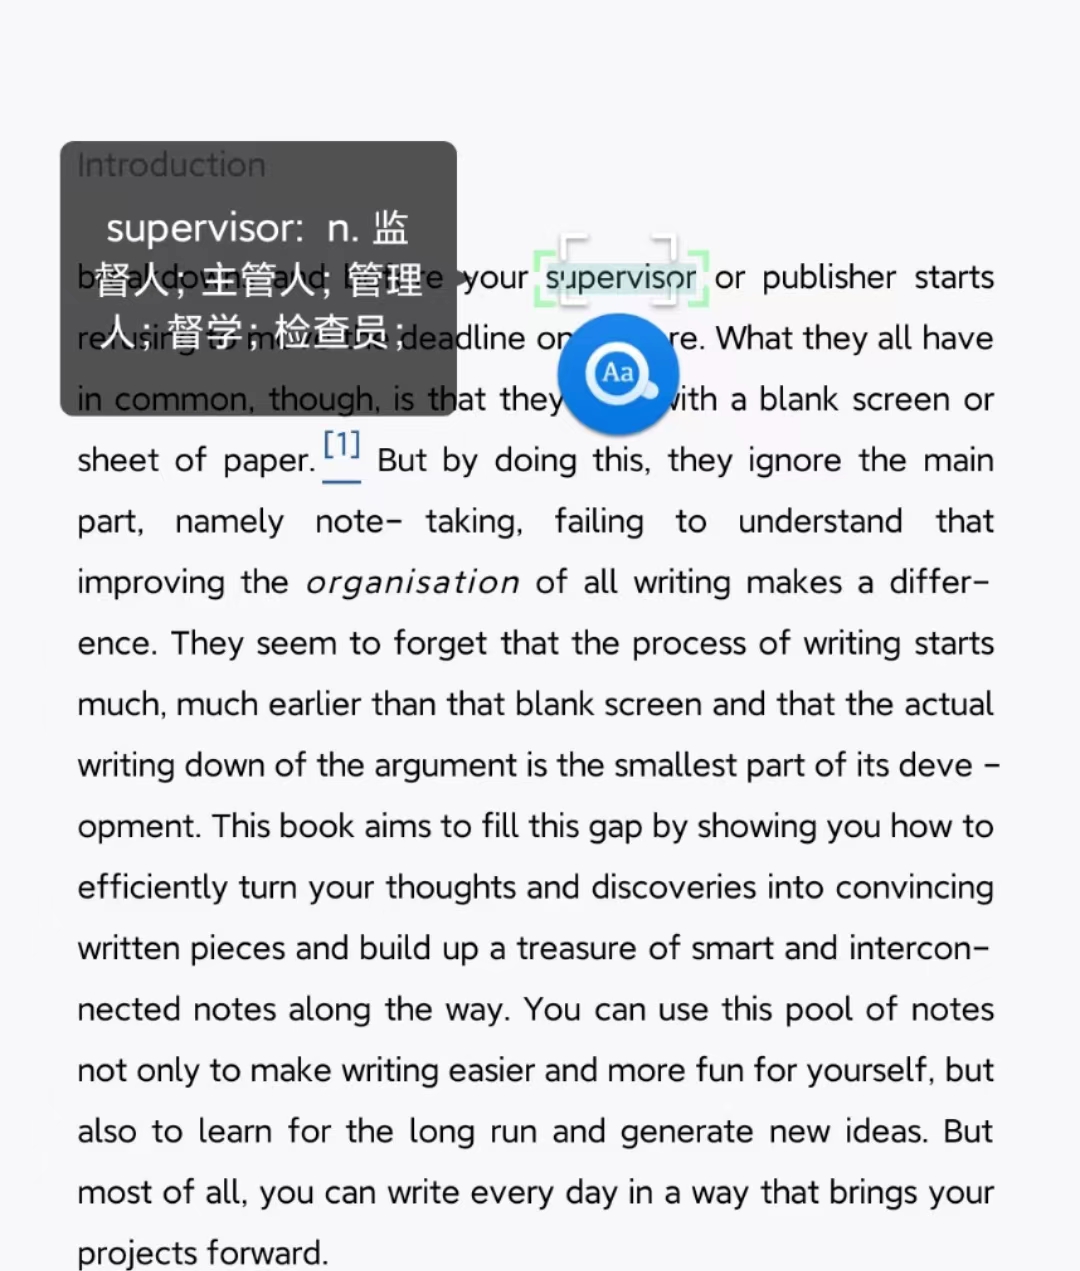 Introduction
supervisor: n. 监
督人；主管人；管理
人；督学；检查员；
your supervisor or publisher starts
refusing to move the deadline on re. What they all have
in common, though, is that they with a blank screen or
sheet of paper.[1] But by doing this, they ignore the main
part, namely note- taking, failing to understand that
improving the organisation of all writing makes a differ-
ence. They seem to forget that the process of writing starts
much, much earlier than that blank screen and that the actual
writing down of the argument is the smallest part of its deve -
opment. This book aims to fill this gap by showing you how to
efficiently turn your thoughts and discoveries into convincing
written pieces and build up a treasure of smart and intercon-
nected notes along the way. You can use this pool of notes
not only to make writing easier and more fun for yourself, but
also to learn for the long run and generate new ideas. But
most of all, you can write every day in a way that brings your
projects forward.
Aa